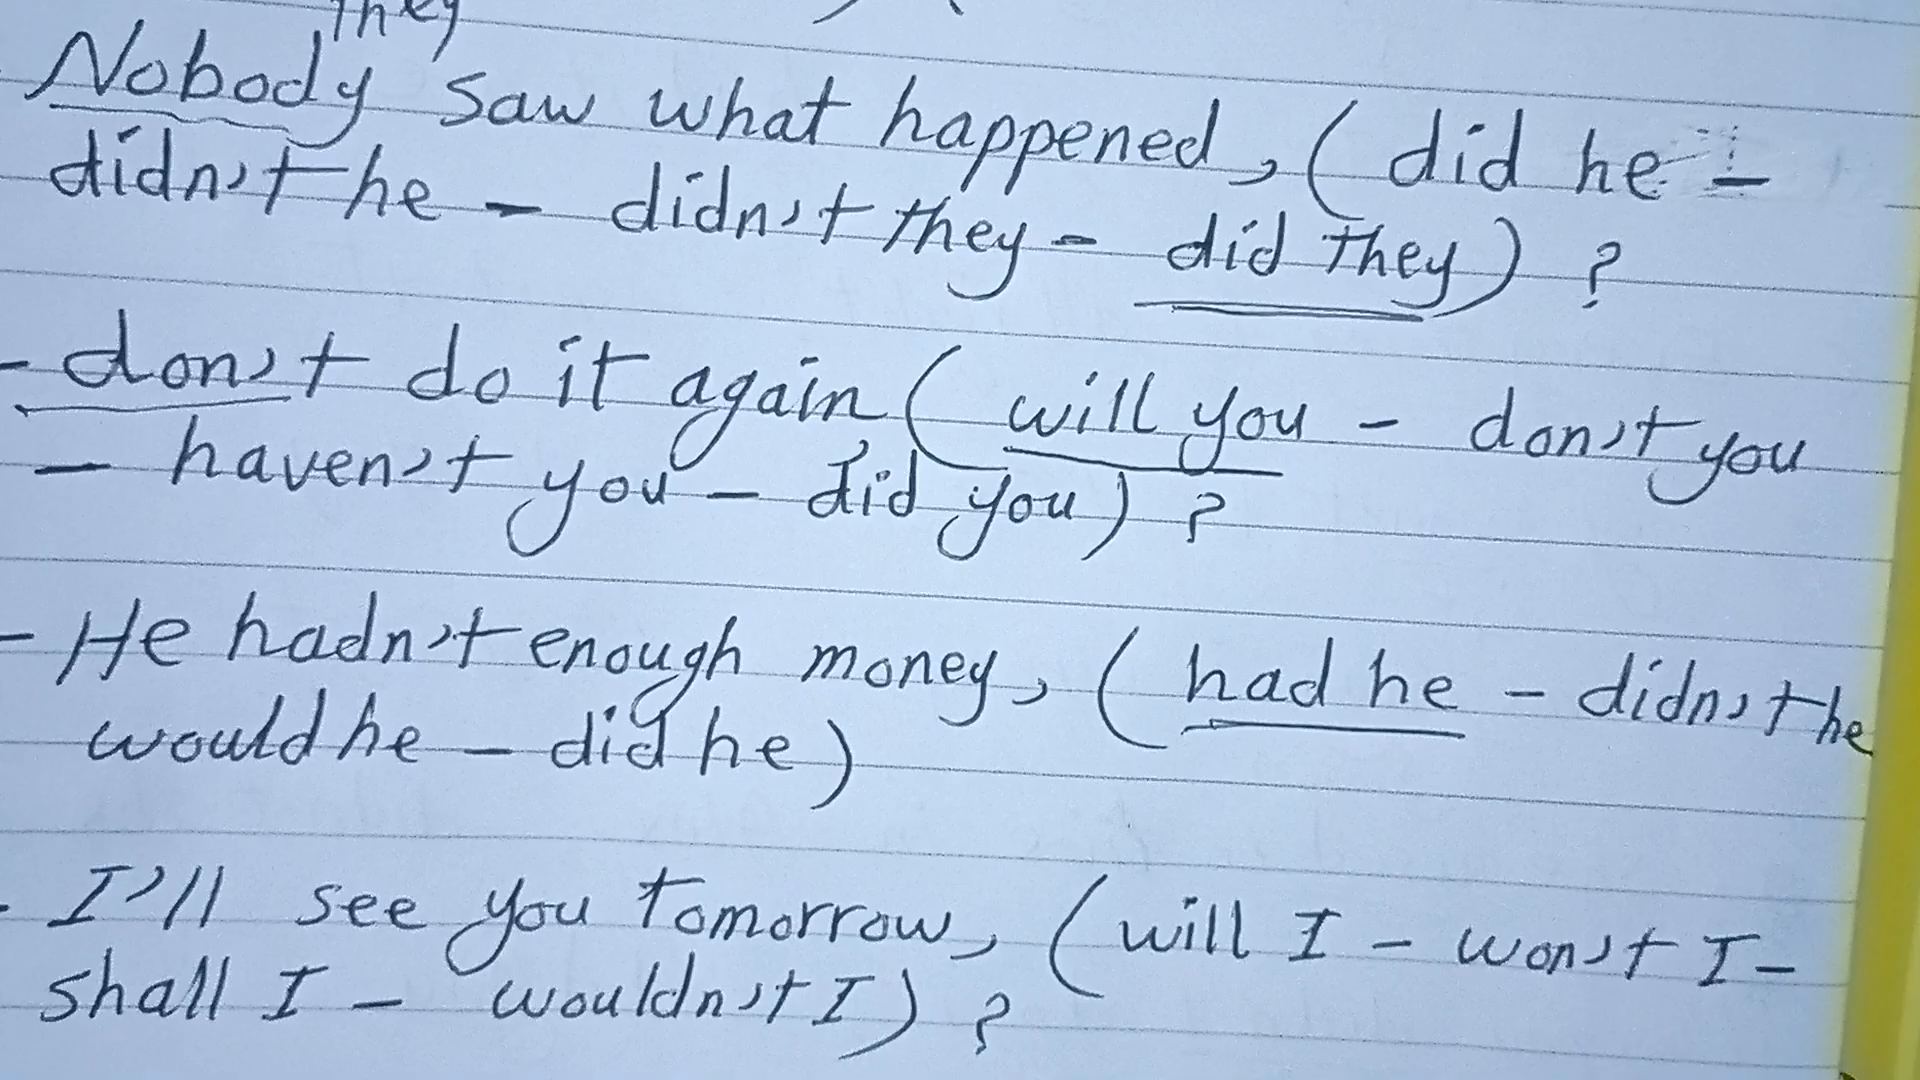 they
Nobody saw what happened, (did he -
didn't he - didn't they - did they) ?
- don't do it again (will you - don't you
- haven't you - did you) ?
- He hadn't enough money, (had he - didn't he
would he - did he)
- I'll see you tomorrow, (will I - won't I -
shall I - wouldn't I) ?